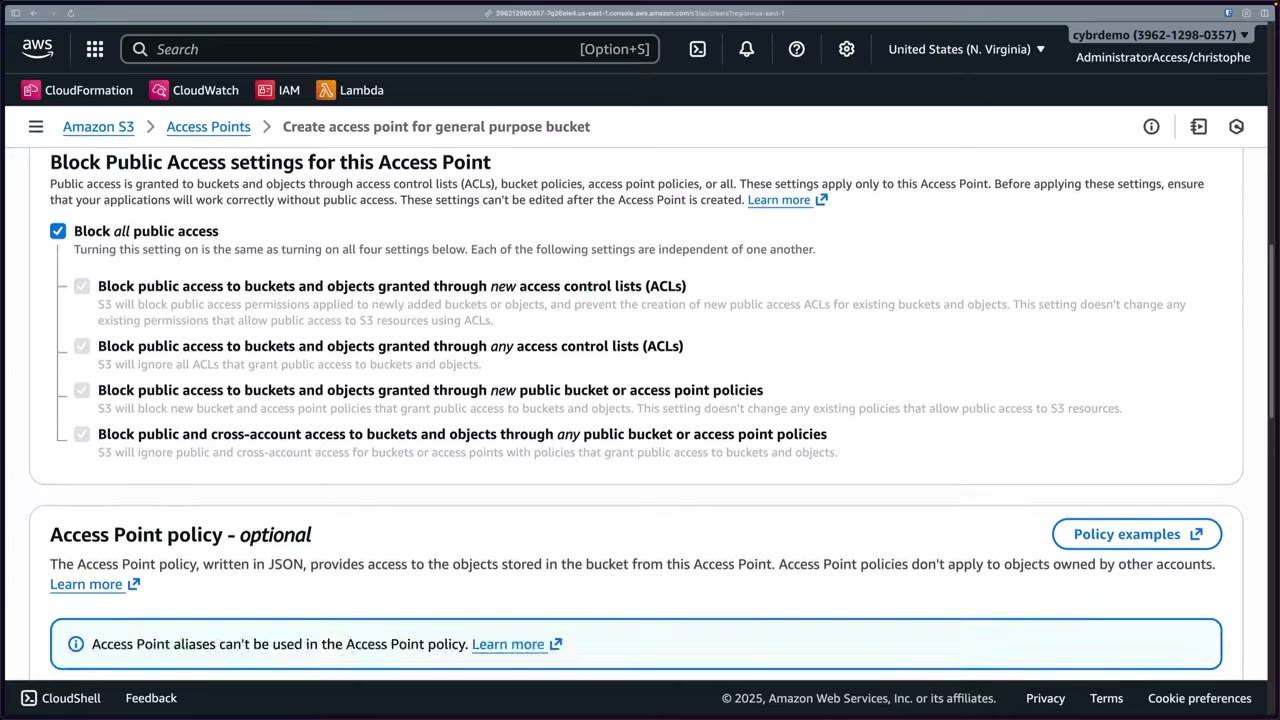 396212980357-7q26ele4.us-east-1.console.aws.amazon.com/s3/ap/create?region=us-east-1
aws
Search
[Option+S]
United States (N. Virginia) ▼
cybrdemo (3962-1298-0357) ▼
AdministratorAccess/christophe
CloudFormation
CloudWatch
IAM
Lambda
Amazon S3 > Access Points > Create access point for general purpose bucket
Block Public Access settings for this Access Point
Public access is granted to buckets and objects through access control lists (ACLs), bucket policies, access point policies, or all. These settings apply only to this Access Point. Before applying these settings, ensure
that your applications will work correctly without public access. These settings can't be edited after the Access Point is created. Learn more
Block all public access
Turning this setting on is the same as turning on all four settings below. Each of the following settings are independent of one another.
Block public access to buckets and objects granted through new access control lists (ACLs)
S3 will block public access permissions applied to newly added buckets or objects, and prevent the creation of new public access ACLs for existing buckets and objects. This setting doesn't change any
existing permissions that allow public access to S3 resources using ACLs.
Block public access to buckets and objects granted through any access control lists (ACLs)
S3 will ignore all ACLs that grant public access to buckets and objects.
Block public access to buckets and objects granted through new public bucket or access point policies
S3 will block new bucket and access point policies that grant public access to buckets and objects. This setting doesn't change any existing policies that allow public access to S3 resources.
Block public and cross-account access to buckets and objects through any public bucket or access point policies
S3 will ignore public and cross-account access for buckets or access points with policies that grant public access to buckets and objects.
Access Point policy - optional
Policy examples
The Access Point policy, written in JSON, provides access to the objects stored in the bucket from this Access Point. Access Point policies don't apply to objects owned by other accounts.
Learn more
Access Point aliases can't be used in the Access Point policy. Learn more
CloudShell
Feedback
© 2025, Amazon Web Services, Inc. or its affiliates.
Privacy
Terms
Cookie preferences